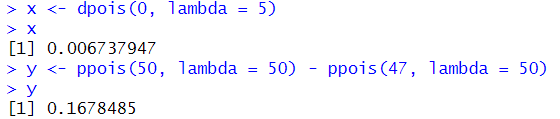 > x <- dpois(0, lambda = 5)
> x
[1] 0.006737947
> y <- ppois(50, lambda = 50) - ppois(47, lambda = 50)
> y
[1] 0.1678485